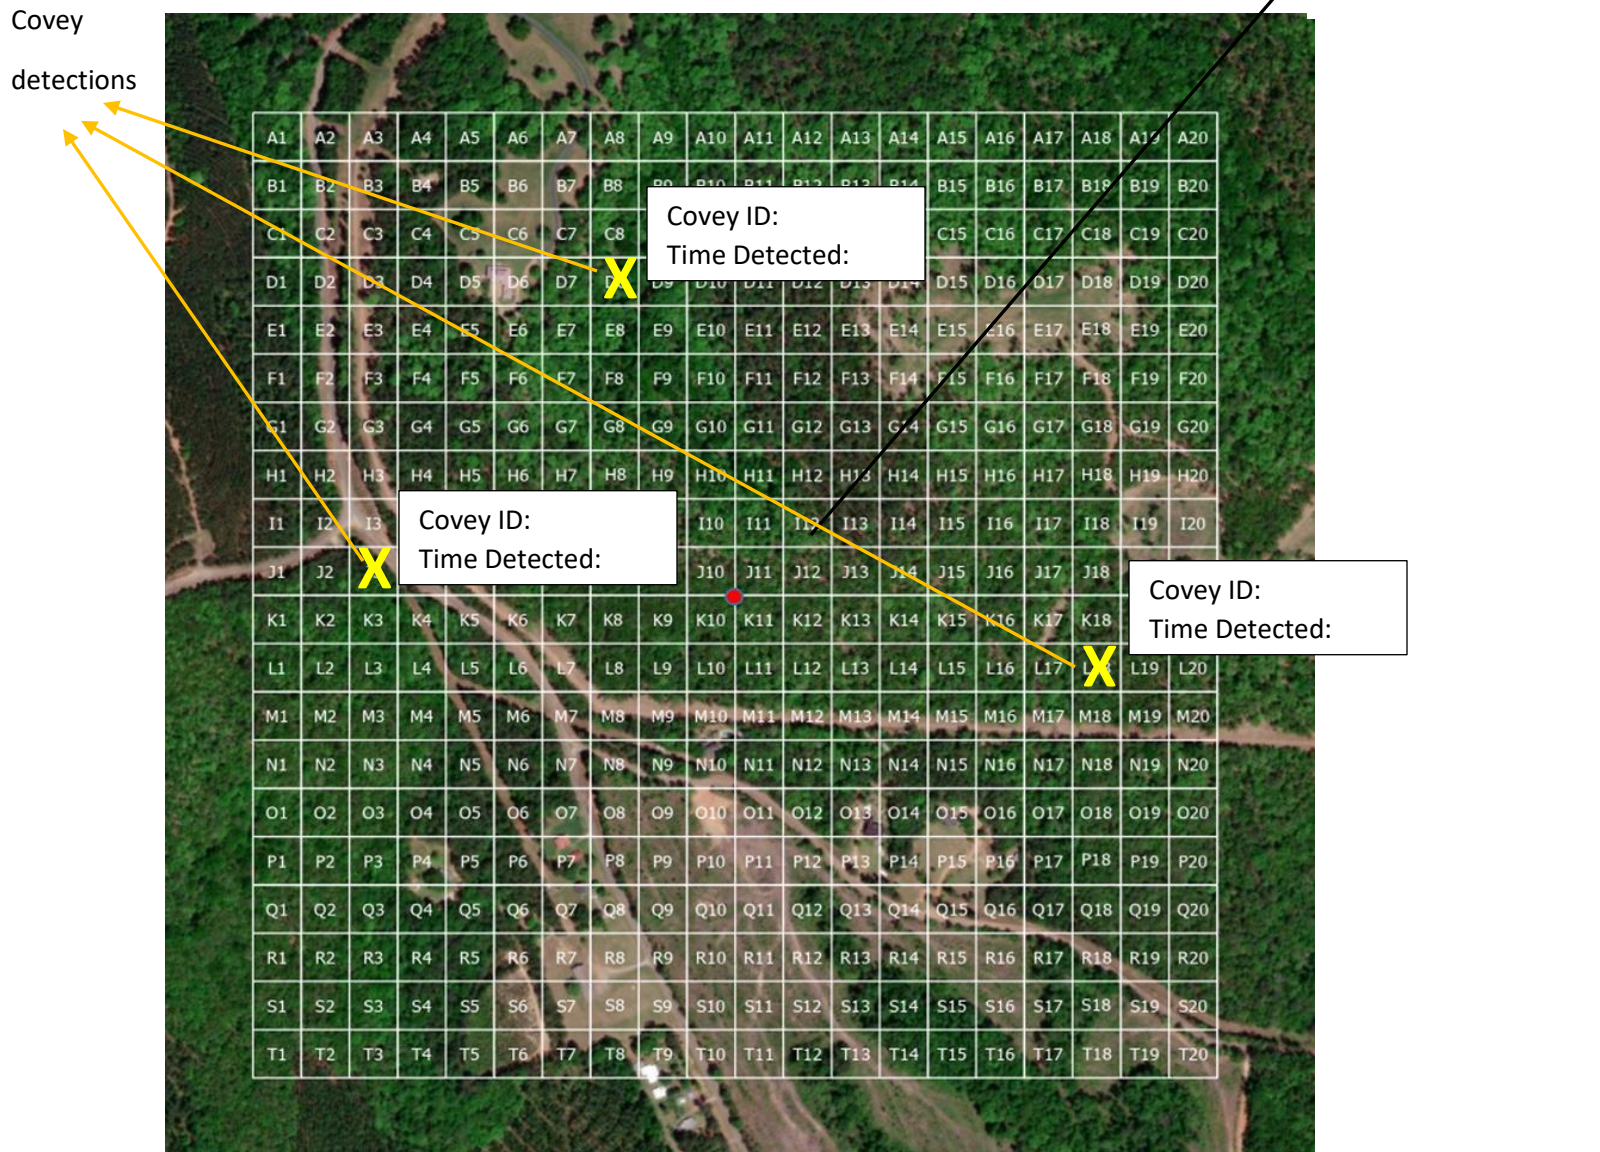 Covey
detections
A1 A2 A3 A4 A5 A6 A7 A8 A9 A10 A11 A12 A13 A14 A15 A16 A17 A18 A19 A20
B1 B2 B3 B4 B5 B6 B7 B8 B9 B10 B11 B12 B13 B14 B15 B16 B17 B18 B19 B20
Covey ID:
Time Detected:
C1 C2 C3 C4 C5 C6 C7 C8 C15 C16 C17 C18 C19 C20
D1 D2 D3 D4 D5 D6 D7 X D9 D10 D11 D12 D13 D14 D15 D16 D17 D18 D19 D20
E1 E2 E3 E4 E5 E6 E7 E8 E9 E10 E11 E12 E13 E14 E15 E16 E17 E18 E19 E20
F1 F2 F3 F4 F5 F6 F7 F8 F9 F10 F11 F12 F13 F14 F15 F16 F17 F18 F19 F20
G1 G2 G3 G4 G5 G6 G7 G8 G9 G10 G11 G12 G13 G14 G15 G16 G17 G18 G19 G20
H1 H2 H3 H4 H5 H6 H7 H8 H9 H10 H11 H12 H13 H14 H15 H16 H17 H18 H19 H20
I1 I2 I3 I10 I11 I12 I13 I14 I15 I16 I17 I18 I19 I20
Covey ID:
Time Detected:
J1 J2 X J10 J11 J12 J13 J14 J15 J16 J17 J18
Covey ID:
Time Detected:
K1 K2 K3 K4 K5 K6 K7 K8 K9 K10 K11 K12 K13 K14 K15 K16 K17 K18
L1 L2 L3 L4 L5 L6 L7 L8 L9 L10 L11 L12 L13 L14 L15 L16 L17 X L19 L20
M1 M2 M3 M4 M5 M6 M7 M8 M9 M10 M11 M12 M13 M14 M15 M16 M17 M18 M19 M20
N1 N2 N3 N4 N5 N6 N7 N8 N9 N10 N11 N12 N13 N14 N15 N16 N17 N18 N19 N20
O1 O2 O3 O4 O5 O6 O7 O8 O9 O10 O11 O12 O13 O14 O15 O16 O17 O18 O19 O20
P1 P2 P3 P4 P5 P6 P7 P8 P9 P10 P11 P12 P13 P14 P15 P16 P17 P18 P19 P20
Q1 Q2 Q3 Q4 Q5 Q6 Q7 Q8 Q9 Q10 Q11 Q12 Q13 Q14 Q15 Q16 Q17 Q18 Q19 Q20
R1 R2 R3 R4 R5 R6 R7 R8 R9 R10 R11 R12 R13 R14 R15 R16 R17 R18 R19 R20
S1 S2 S3 S4 S5 S6 S7 S8 S9 S10 S11 S12 S13 S14 S15 S16 S17 S18 S19 S20
T1 T2 T3 T4 T5 T6 T7 T8 T9 T10 T11 T12 T13 T14 T15 T16 T17 T18 T19 T20